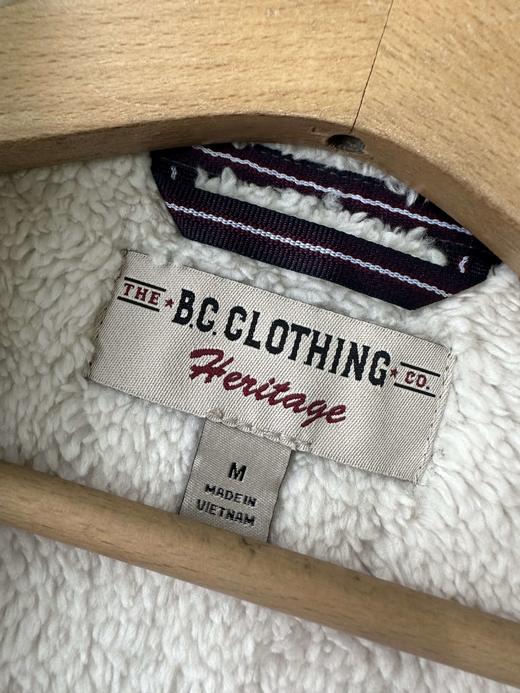 THE ★ B.C. CLOTHING ★ CO.
Heritage
M
MADE IN
VIETNAM